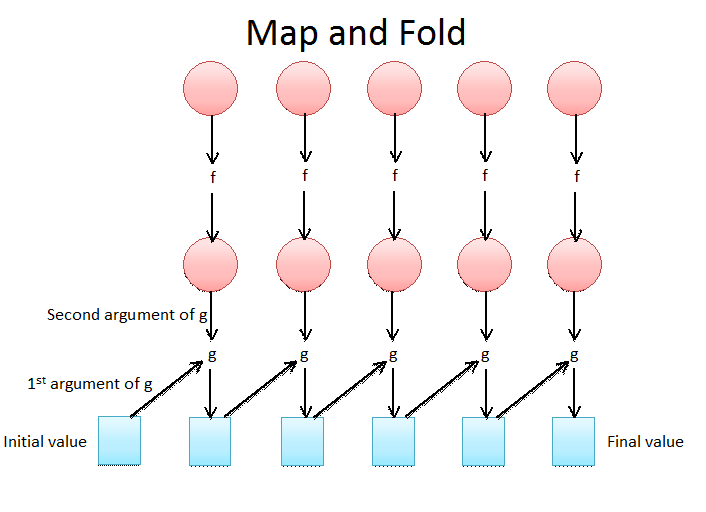 Map and Fold
f f f f f
Second argument of g
g g g g g
1st argument of g
Initial value
Final value